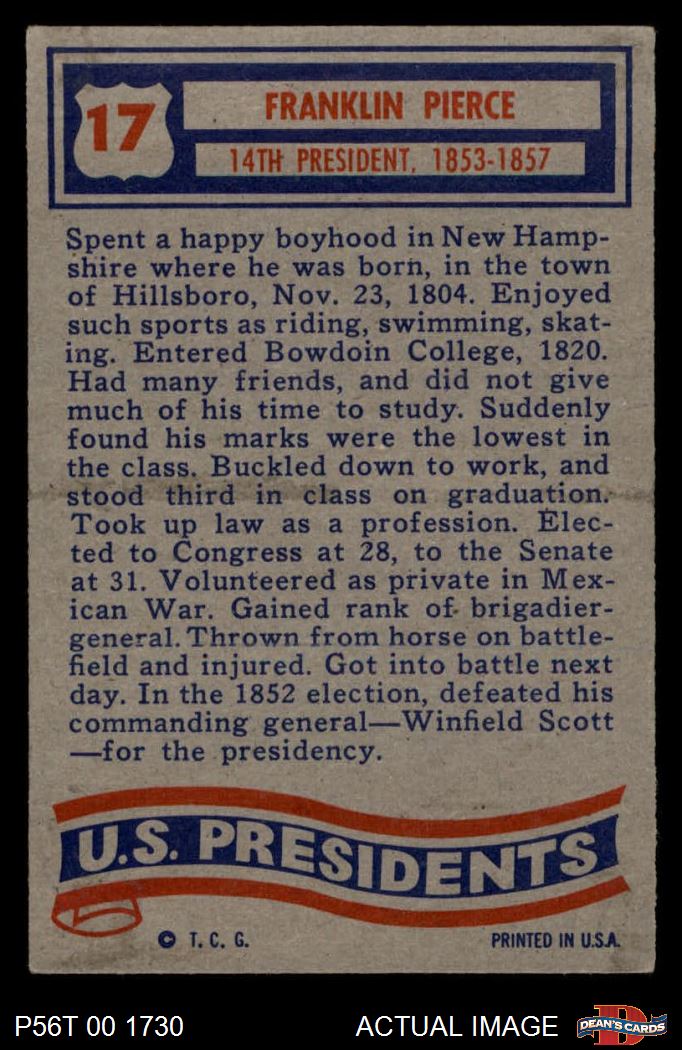 17
FRANKLIN PIERCE
14TH PRESIDENT, 1853-1857
Spent a happy boyhood in New Hamp-
shire where he was born, in the town
of Hillsboro, Nov. 23, 1804. Enjoyed
such sports as riding, swimming, skat-
ing. Entered Bowdoin College, 1820.
Had many friends, and did not give
much of his time to study. Suddenly
found his marks were the lowest in
the class. Buckled down to work, and
stood third in class on graduation.
Took up law as a profession. Elec-
ted to Congress at 28, to the Senate
at 31. Volunteered as private in Mex-
ican War. Gained rank of brigadier-
general. Thrown from horse on battle-
field and injured. Got into battle next
day. In the 1852 election, defeated his
commanding general—Winfield Scott
—for the presidency.
U.S. PRESIDENTS
© T. C. G.
PRINTED IN U.S.A.
P56T 00 1730
ACTUAL IMAGE
D
DEAN'S CARDS